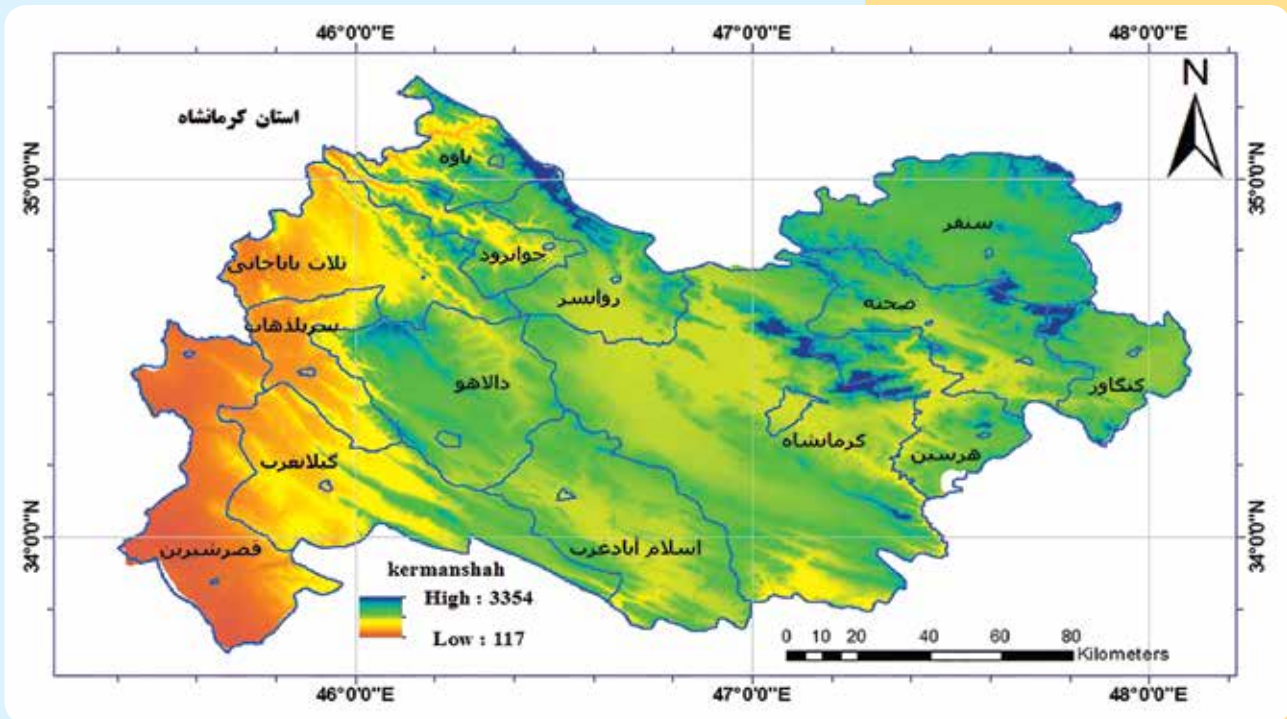 46°0'0"E 47°0'0"E 48°0'0"E
N
استان کرمانشاه
35°0'0"N 35°0'0"N
پاوه
سنقر
جوانرود
ثلاث باباجانی
روانسر
صحنه
سرپلذهاب
دالاهو
کنگاور
کرمانشاه
هرسین
گیلانغرب
34°0'0"N 34°0'0"N
قصرشیرین
اسلام آبادغرب
kermanshah
High : 3354
Low : 117
0 10 20 40 60 80
Kilometers
46°0'0"E 47°0'0"E 48°0'0"E